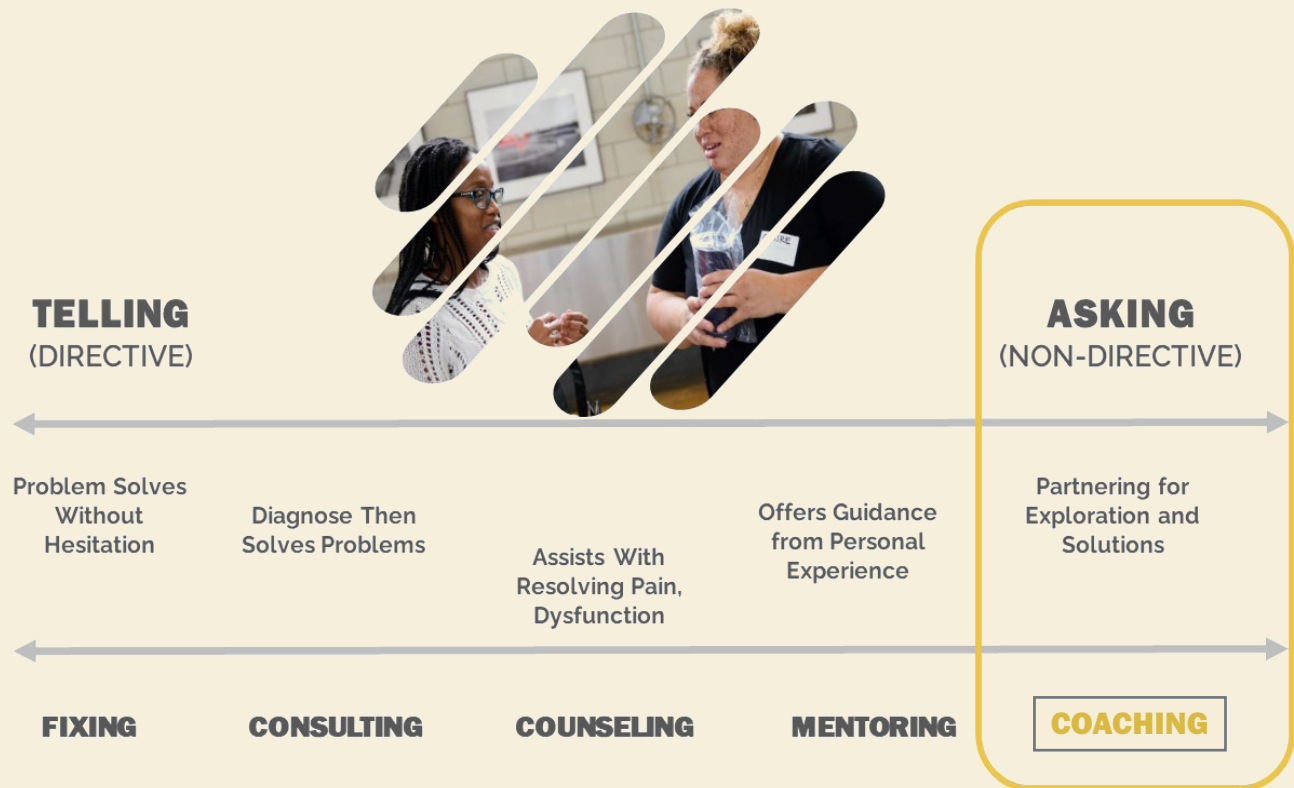 TELLING
(DIRECTIVE)
ASKING
(NON-DIRECTIVE)
Problem Solves
Without
Hesitation
Diagnose Then
Solves Problems
Assists With
Resolving Pain,
Dysfunction
Offers Guidance
from Personal
Experience
Partnering for
Exploration and
Solutions
FIXING
CONSULTING
COUNSELING
MENTORING
COACHING